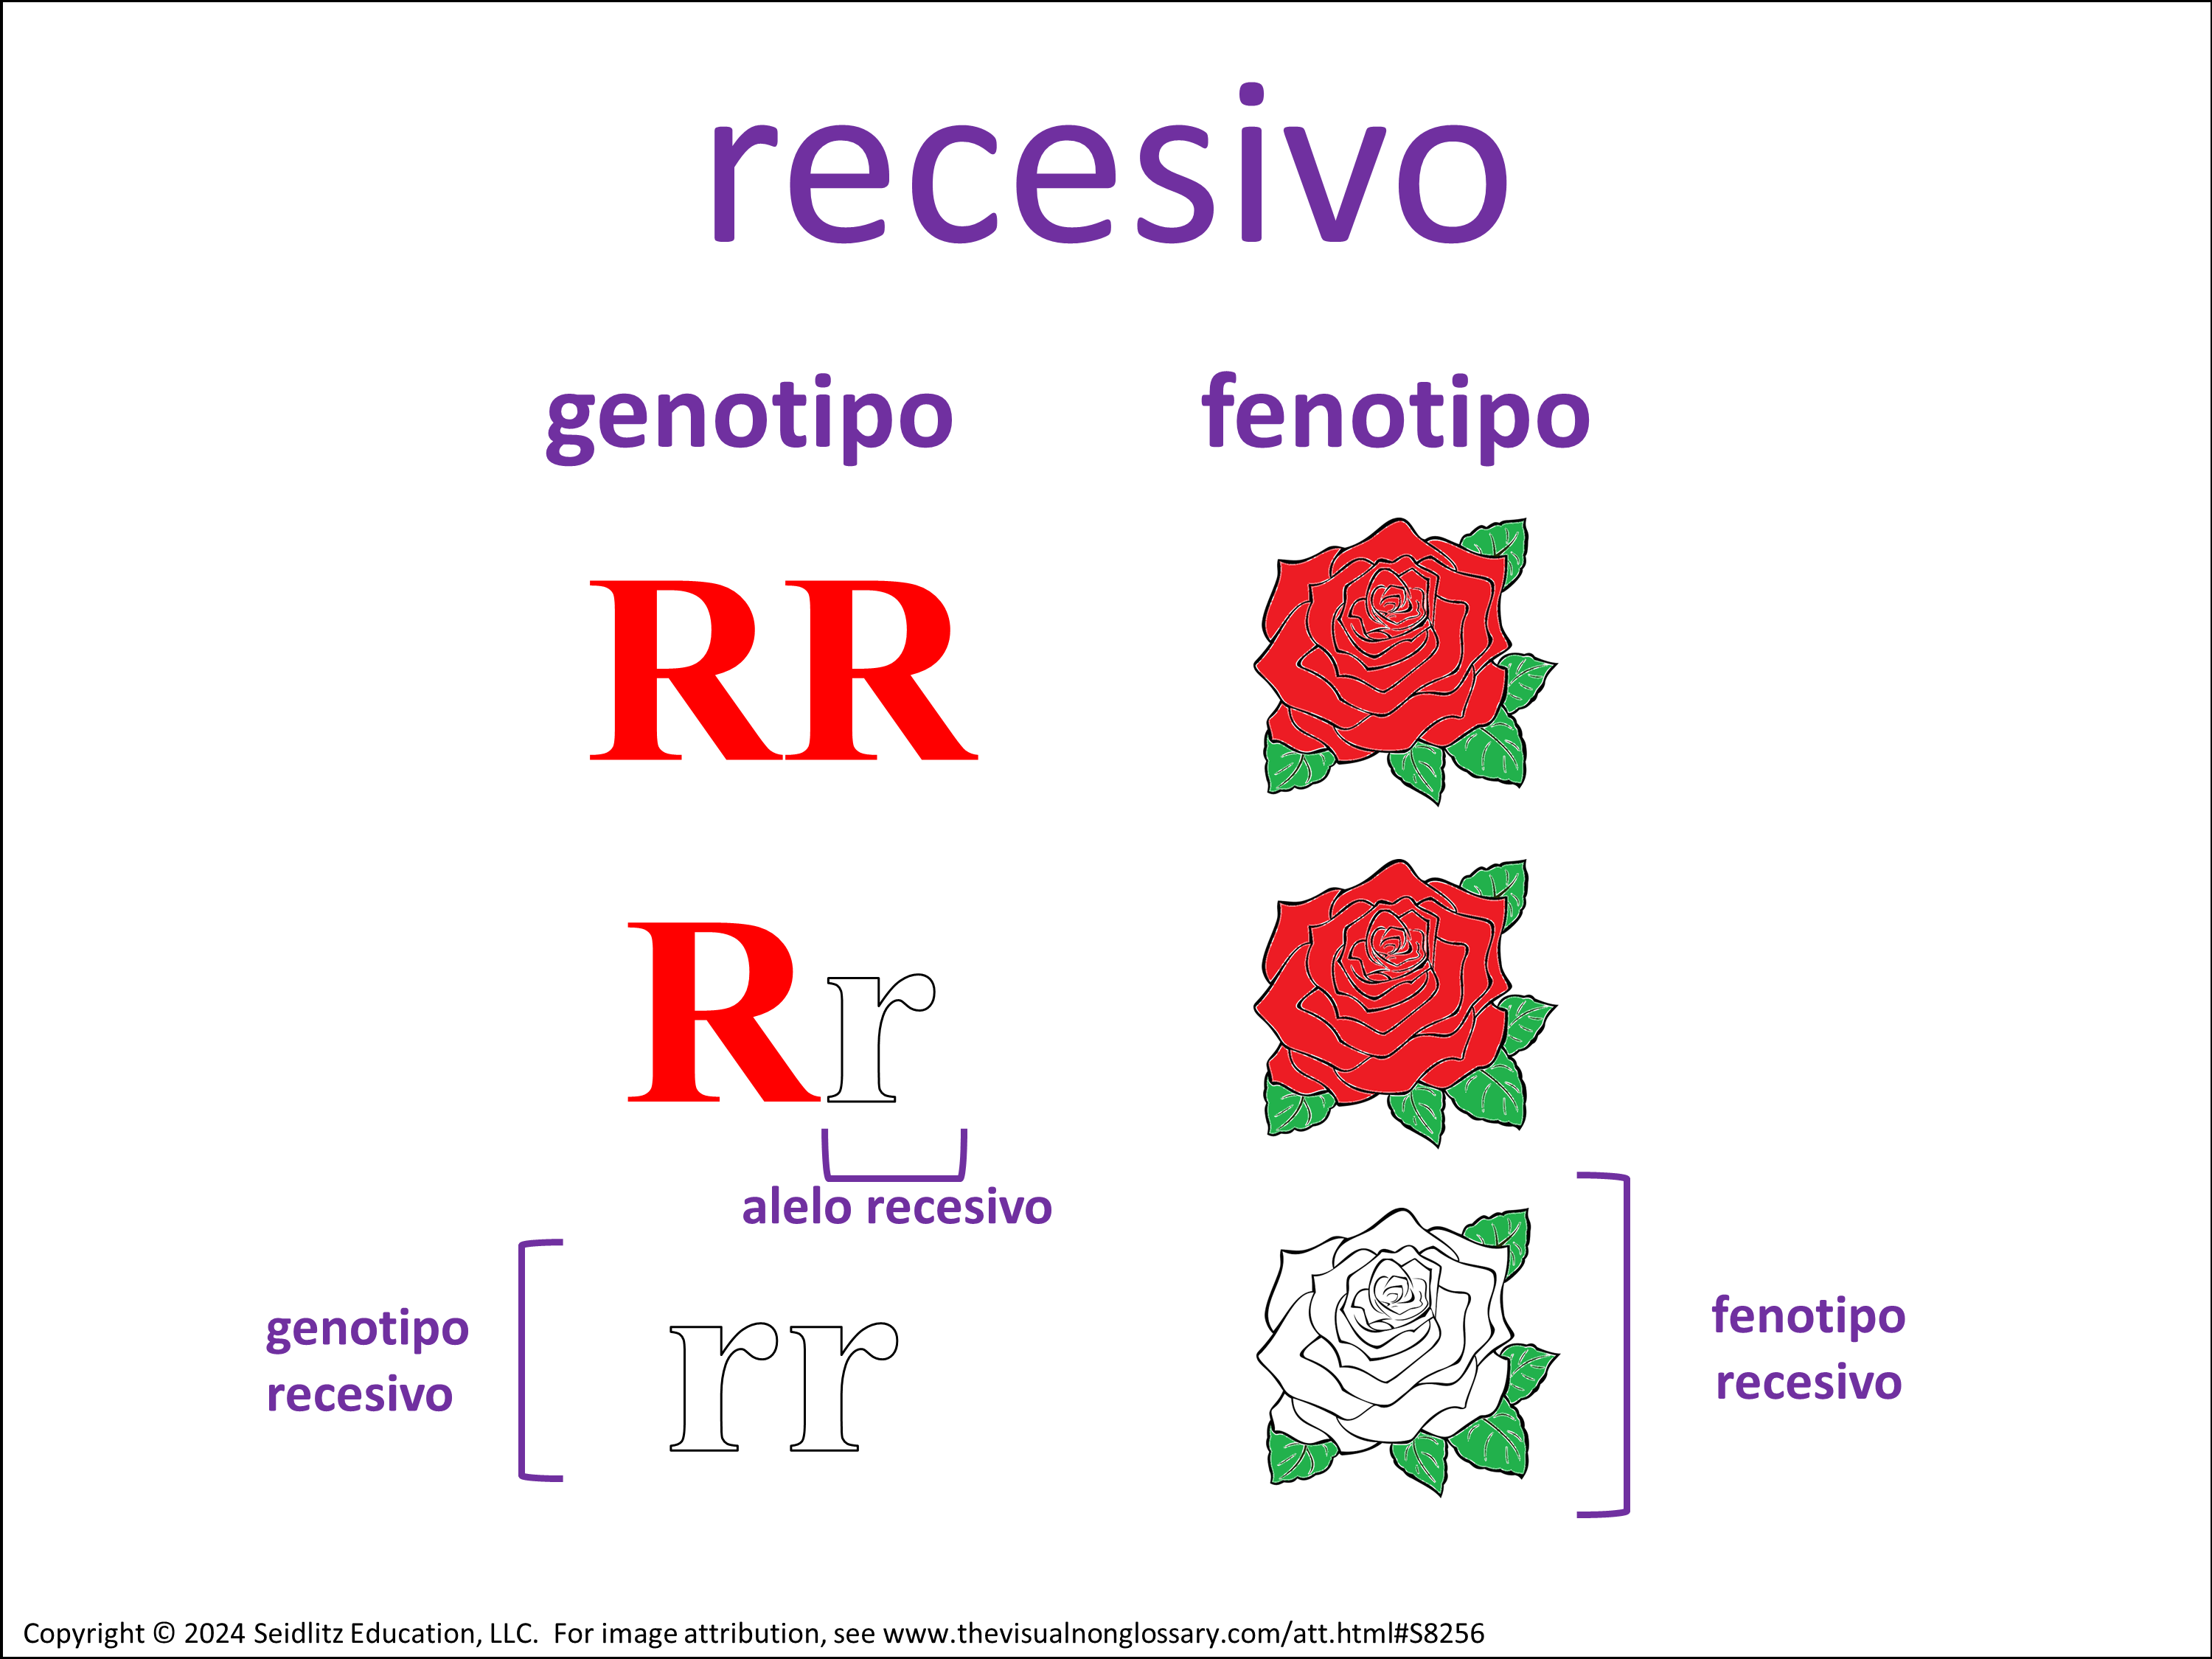 recesivo
genotipo fenotipo
RR
Rr
alelo recesivo
genotipo
recesivo
rr
fenotipo
recesivo
Copyright © 2024 Seidlitz Education, LLC.  For image attribution, see www.thevisualnonglossary.com/att.html#S8256